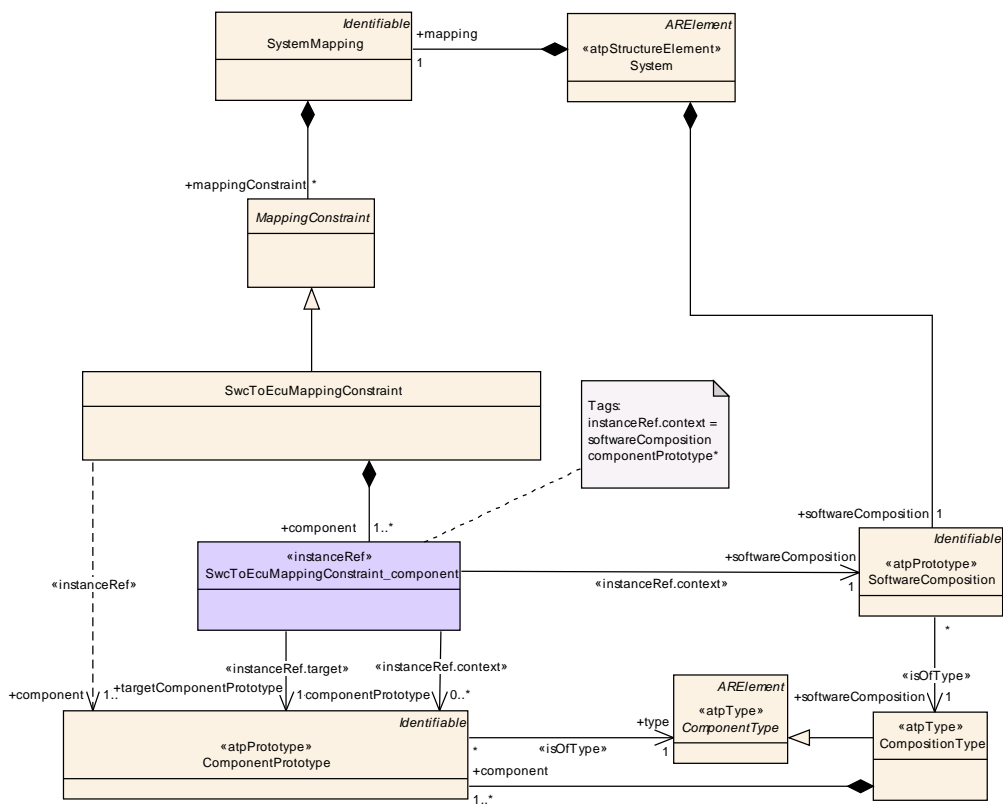 Identifiable
SystemMapping
+mapping
1
ARElement
«atpStructureElement»
System
+mappingConstraint
*
MappingConstraint
SwcToEcuMappingConstraint
Tags:
instanceRef.context =
softwareComposition
componentPrototype*
+component
1..*
+softwareComposition
1
«instanceRef»
SwcToEcuMappingConstraint_component
«instanceRef»
+softwareComposition
1
«instanceRef.context»
Identifiable
«atpPrototype»
SoftwareComposition
*
«instanceRef.target»
«instanceRef.context»
«isOfType»
+component
1..
+targetComponentPrototype
1
+componentPrototype
0..*
+softwareComposition
1
Identifiable
«atpPrototype»
ComponentPrototype
*
+type
1
«isOfType»
ARElement
«atpType»
ComponentType
«atpType»
CompositionType
+component
1..*